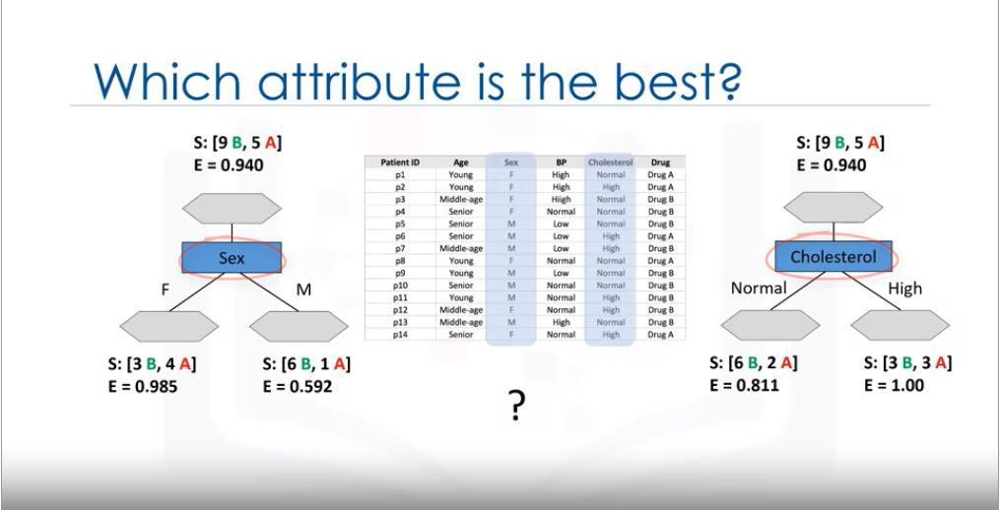 Which attribute is the best?
S: [9 B, 5 A]
E = 0.940
Sex
F
M
S: [3 B, 4 A]
E = 0.985
S: [6 B, 1 A]
E = 0.592
Patient ID Age Sex BP Cholesterol Drug
p1 Young F High Normal Drug A
p2 Young F High High Drug A
p3 Middle-age F Hiigh Normal Drug B
p4 Senior F Normal Normal Drug B
p5 Senior M Low Normal Drug B
p6 Senior M Low High Drug A
p7 Middle-age M Low High Drug B
p8 Young F Normal Normal Drug A
p9 Young M Low Normal Drug B
p10 Senior M Normal Normal Drug B
p11 Young M Normal High Drug B
p12 Middle-age F Normal High Drug B
p13 Middle-age M High Normal Drug B
p14 Senior F Normal High Drug A
?
S: [9 B, 5 A]
E = 0.940
Cholesterol
Normal
High
S: [6 B, 2 A]
E = 0.811
S: [3 B, 3 A]
E = 1.00